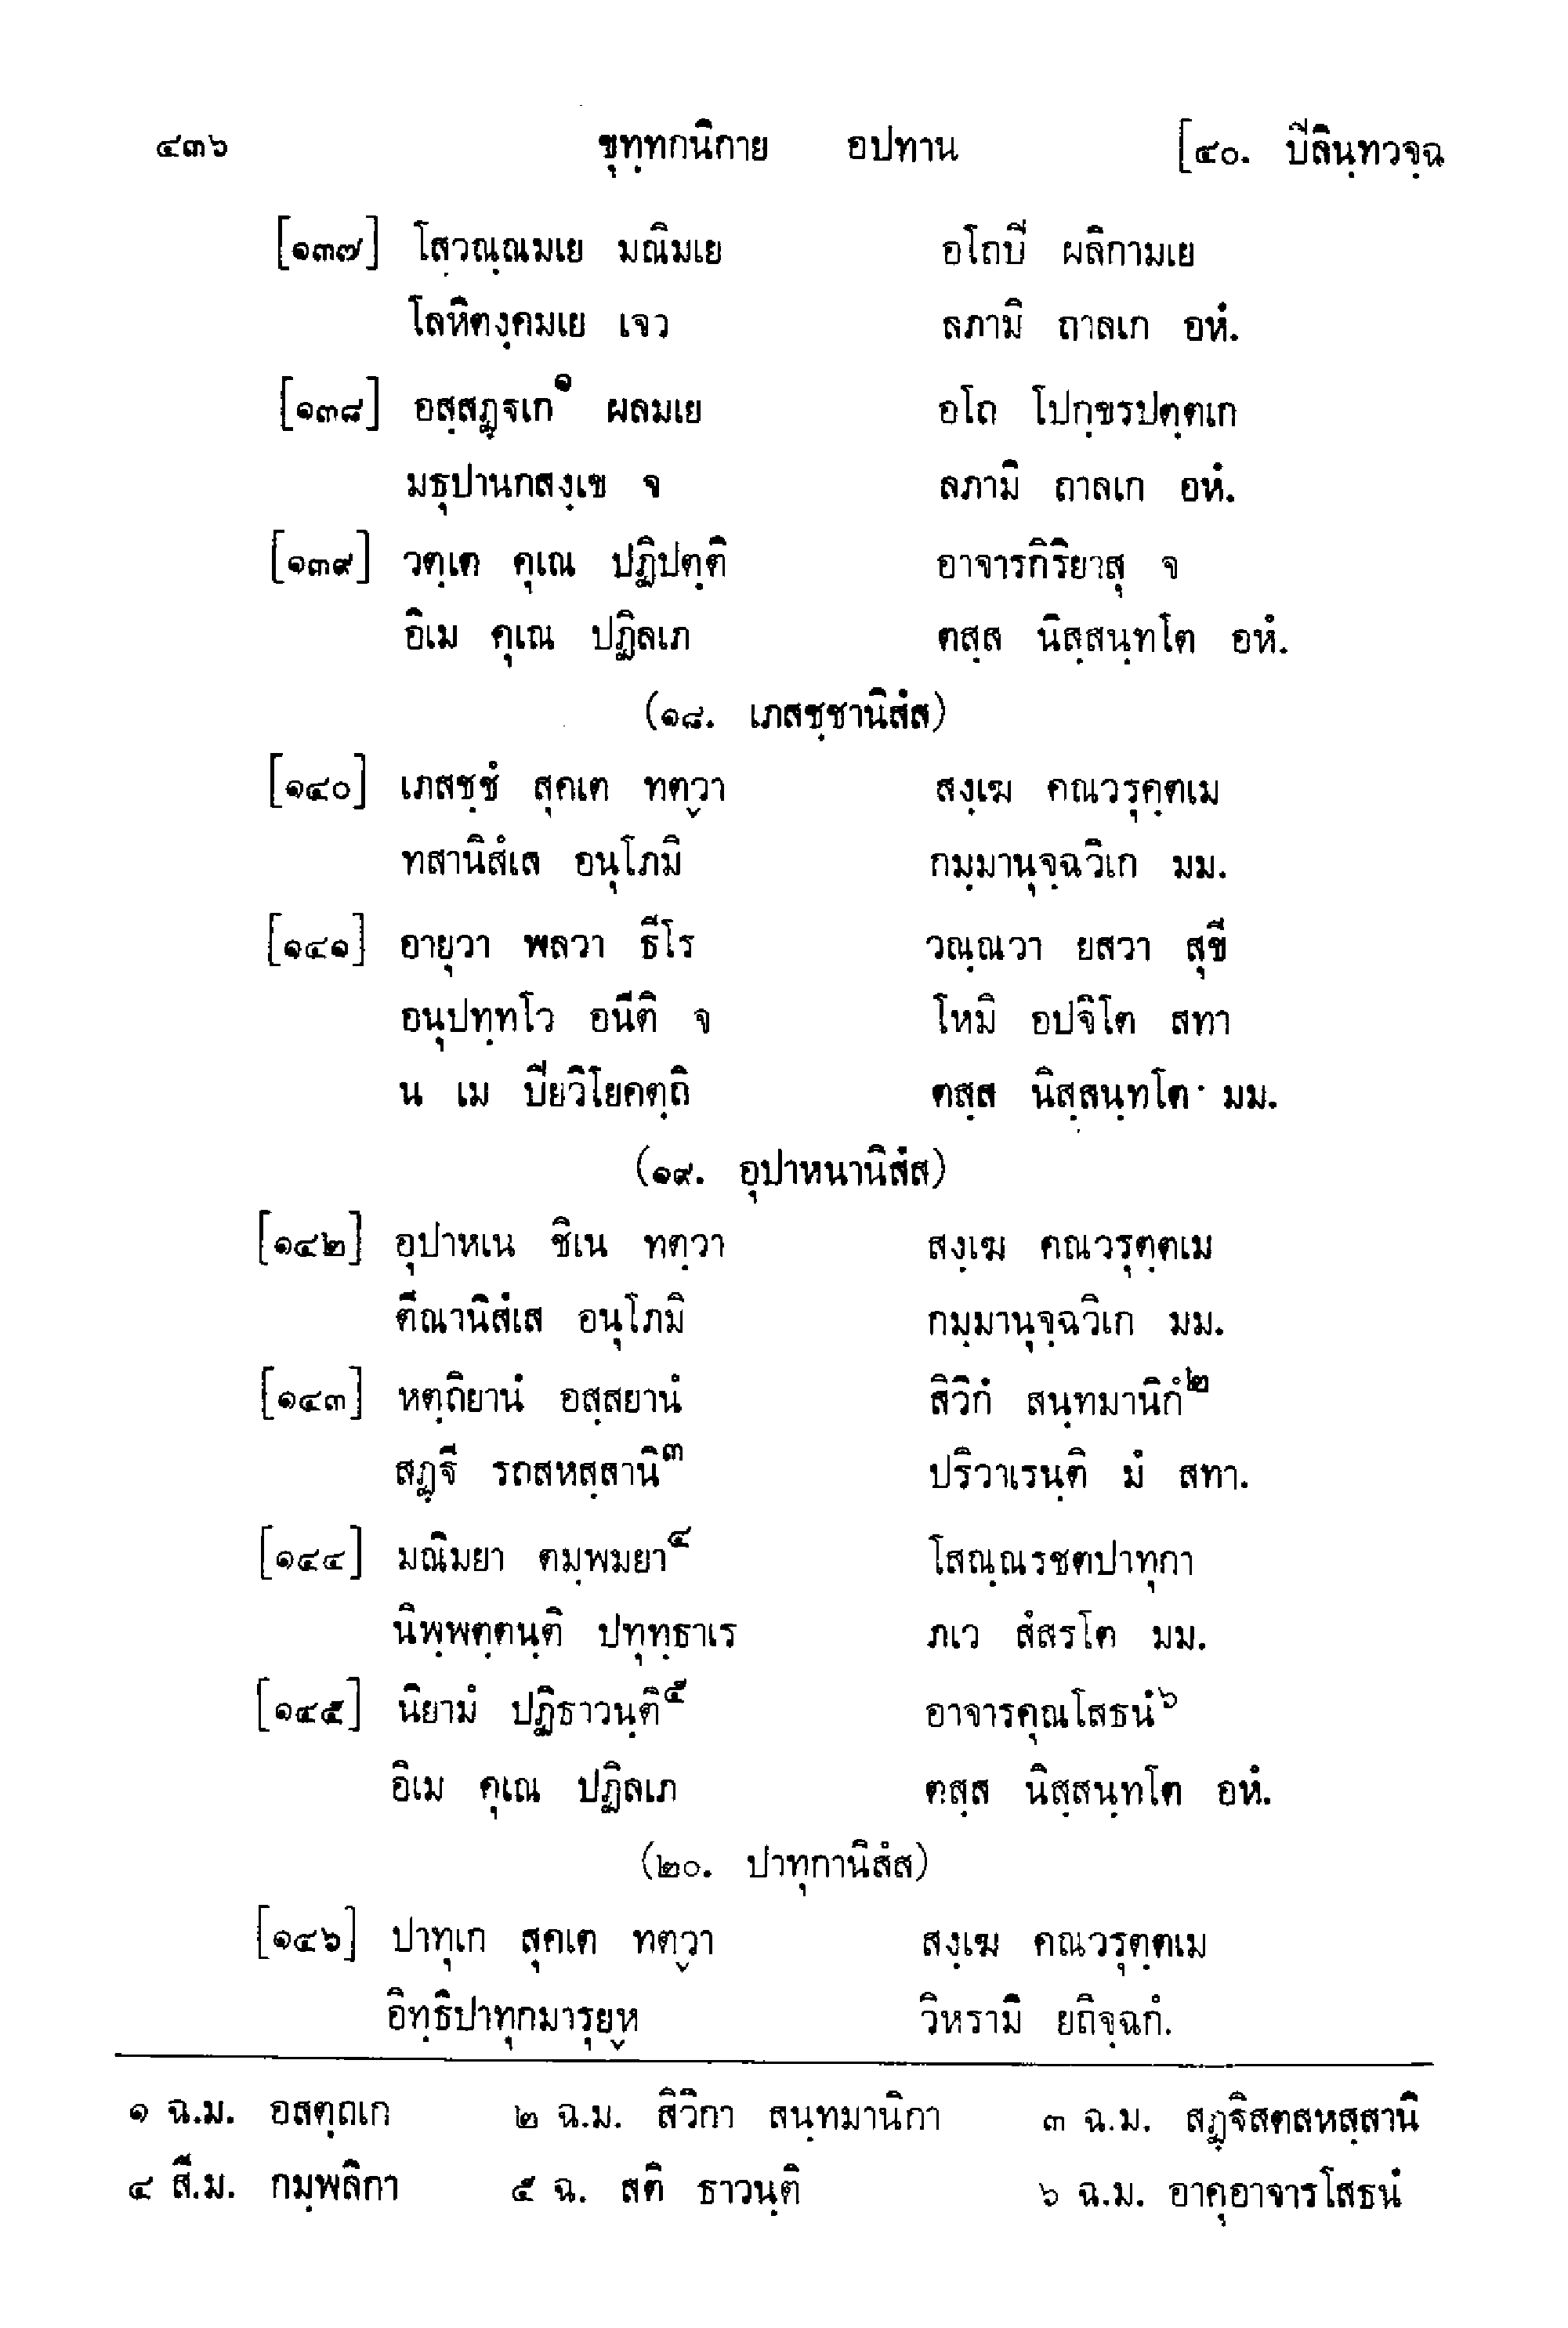 ๔๓๖ ขุทฺทกนิกาย อปทาน [๔๐. ปิลินฺทวจฺฉ
[๑๓๗] โสวณฺณมเย มณิมเย อโถปิ ผลิกามเย
โลหิตงฺคมเย เจว ลภามิ ถาลเก อหํ.
[๑๓๘] อสฺสฏฺฐเก๑ ผลมเย อโถ โปกฺขรปตฺตเก
มธุปานกสงฺเข จ ลภามิ ถาลเก อหํ.
[๑๓๙] วตฺเต คุเณ ปฏิปตฺติ อาจารกิริยาสุ จ
อิเม คุเณ ปฏิลเภ ตสฺส นิสฺสนฺทโต อหํ.
(๑๘. เภสชฺชานิสํส)
[๑๔๐] เภสชฺชํ สุคเต ทตฺวา สงฺเฆ คณวรุตฺตเม
ทสานิสํเส อนุโภมิ กมฺมานุจฺฉวิเก มม.
[๑๔๑] อายุวา พลวา ธีโร วณฺณวา ยสวา สุขี
อนุปทฺทโว อนีติ จ โหมิ อปจิโต สทา
น เม ปิยวิโยคตฺถิ ตสฺส นิสฺสนฺทโต มม.
(๑๙. อุปาหนานิสํส)
[๑๔๒] อุปาหเน ชิเน ทตฺวา สงฺเฆ คณวรุตฺตเม
ตีณานิสํเส อนุโภมิ กมฺมานุจฺฉวิเก มม.
[๑๔๓] หตฺถิยานํ อสฺสยานํ สิวิกํ สนฺทมานิกํ๒
สฏฺฐี รถสหสฺสานิ๓ ปริวาเรนฺติ มํ สทา.
[๑๔๔] มณิมยา ตมฺพมยา๔ โสณฺณรชตปาทุกา
นิพฺพตฺตนฺติ ปทุทฺธาเร ภเว สํสรโต มม.
[๑๔๕] นิยามํ ปฏิธาวนฺติ๕ อาจารคุณโสธนํ๖
อิเม คุเณ ปฏิลเภ ตสฺส นิสฺสนฺทโต อหํ.
(๒๐. ปาทุกานิสํส)
[๑๔๖] ปาทุเก สุคเต ทตฺวา สงฺเฆ คณวรุตฺตเม
อิทฺธิปาทุกมารุยฺห วิหรามิ ยถิจฺฉกํ.
๑ ฉ.ม. อสตฺถเก ๒ ฉ.ม. สิวิกา สนฺทมานิกา ๓ ฉ.ม. สฏฺฐิสตสหสฺสานิ
๔ สี.ม. กมฺพลิกา ๕ ฉ. สติ ธาวนฺติ ๖ ฉ.ม. อาคุอาจารโสธนํ